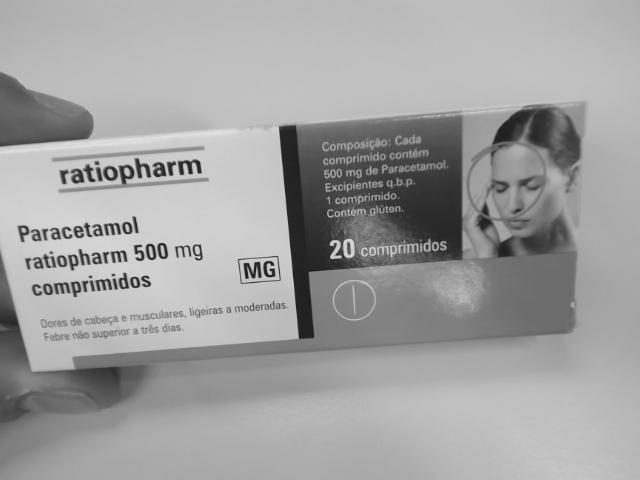 ratiopharm
Paracetamol
ratiopharm 500 mg
comprimidos
MG
Dores de cabeça e musculares, ligeiras a moderadas.
Febre não superior a três dias.
Composição: Cada
comprimido contém
500 mg de Paracetamol.
Excipientes q.b.p.
1 comprimido.
Contém glúten.
20 comprimidos